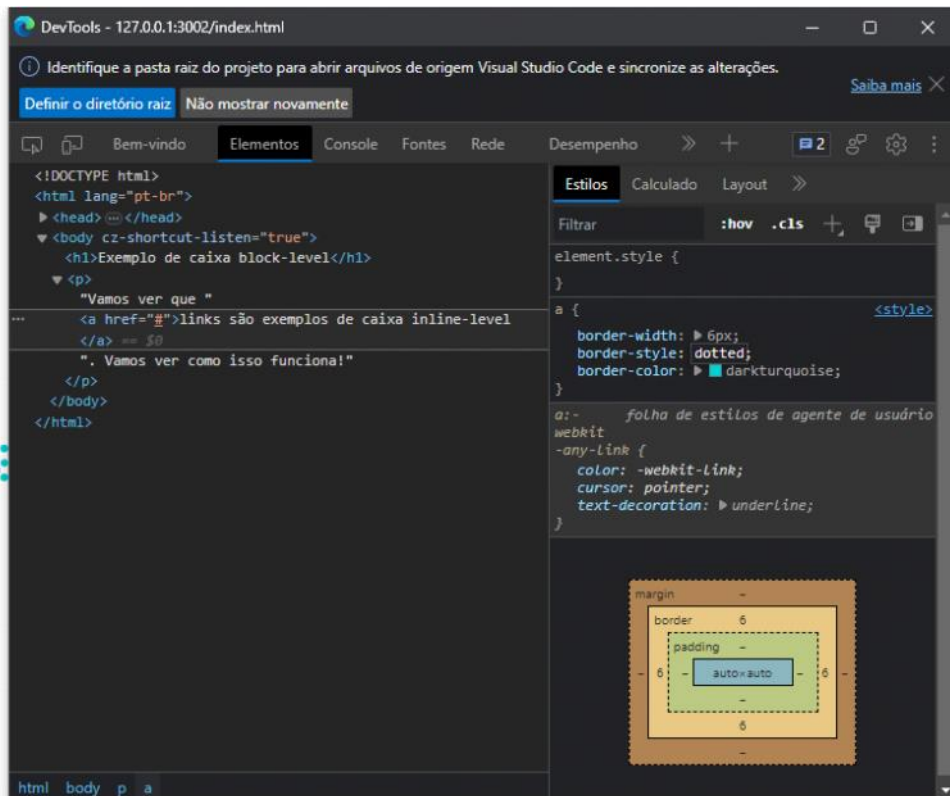 DevTools - 127.0.0.1:3002/index.html
Identifique a pasta raiz do projeto para abrir arquivos de origem Visual Studio Code e sincronize as alterações.
Saiba mais
Definir o diretório raiz Não mostrar novamente
Bem-vindo Elementos Console Fontes Rede Desempenho 2
<!DOCTYPE html>
<html lang="pt-br">
<head>…</head>
<body cz-shortcut-listen="true">
<h1>Exemplo de caixa block-level</h1>
<p>
"Vamos ver que "
<a href="#">links são exemplos de caixa inline-level
</a> == $0
". Vamos ver como isso funciona!"
</p>
</body>
</html>
html body p a
Estilos Calculado Layout
Filtrar :hov .cls
element.style {
}
a { <style>
border-width: 6px;
border-style: dotted;
border-color: darkturquoise;
}
a:- folha de estilos de agente de usuário
webkit
-any-link {
color: -webkit-link;
cursor: pointer;
text-decoration: underline;
}
margin -
border 6
padding -
- 6 - auto×auto - 6 -
-
6
-